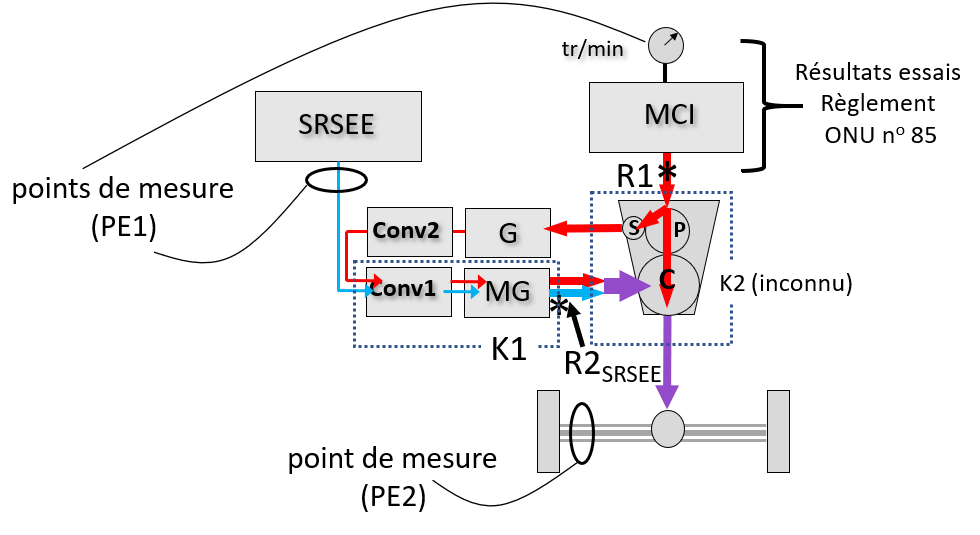 tr/min
Résultats essais
Règlement
ONU nº 85
MCI
SRSEE
points de mesure
(PE1)
R1*
Conv2
G
S
P
Conv1
MG
C
K2 (inconnu)
*
K1
R2SRSEE
point de mesure
(PE2)